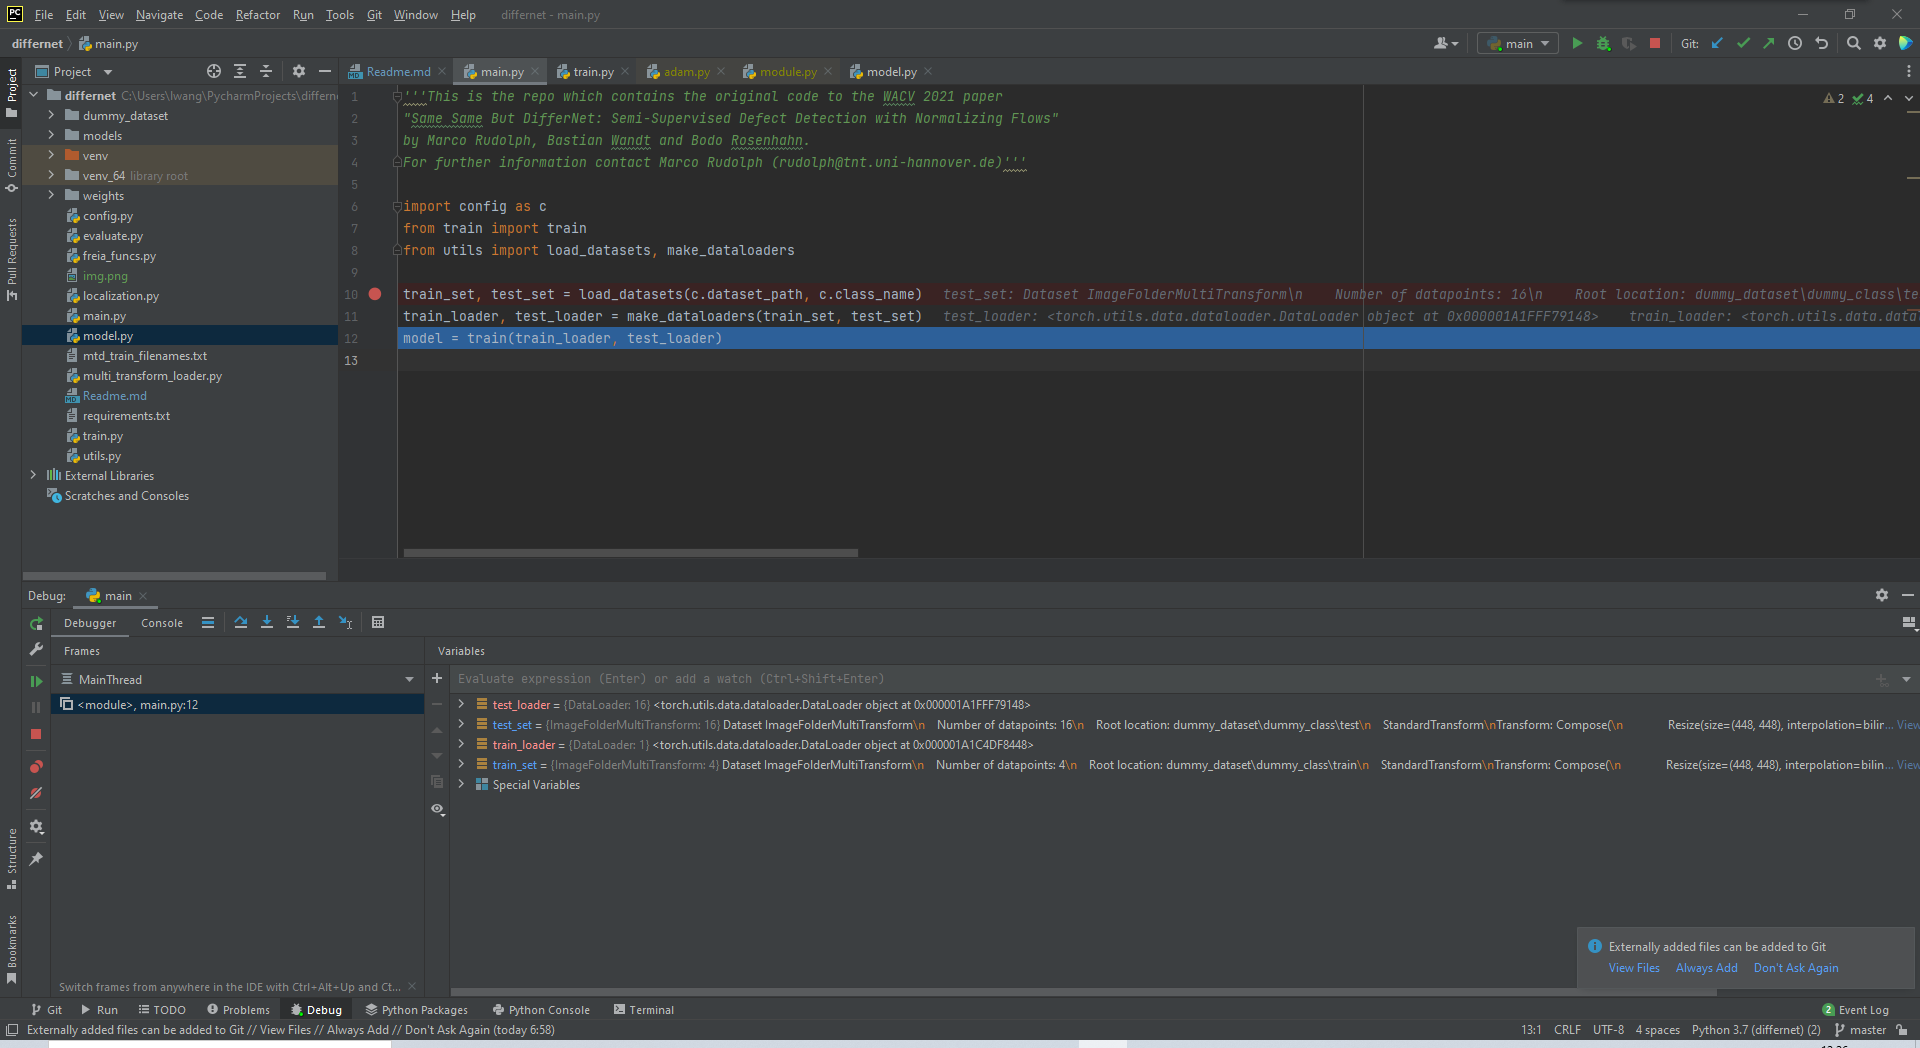 PC File Edit View Navigate Code Refactor Run Tools Git Window Help differnet - main.py
differnet main.py main Git:
Project Readme.md main.py train.py adam.py module.py model.py
Project
Commit
Pull Requests
Structure
Bookmarks
differnet C:\Users\lwang\PycharmProjects\differn
dummy_dataset
models
venv
venv_64 library root
weights
config.py
evaluate.py
freia_funcs.py
img.png
localization.py
main.py
model.py
mtd_train_filenames.txt
multi_transform_loader.py
Readme.md
requirements.txt
train.py
utils.py
External Libraries
Scratches and Consoles
2 4
1 '''This is the repo which contains the original code to the WACV 2021 paper
2 "Same Same But DifferNet: Semi-Supervised Defect Detection with Normalizing Flows"
3 by Marco Rudolph, Bastian Wandt and Bodo Rosenhahn.
4 For further information contact Marco Rudolph (rudolph@tnt.uni-hannover.de)'''
5
6 import config as c
7 from train import train
8 from utils import load_datasets, make_dataloaders
9
10 train_set, test_set = load_datasets(c.dataset_path, c.class_name) test_set: Dataset ImageFolderMultiTransform\n Number of datapoints: 16\n Root location: dummy_dataset\dummy_class\te
11 train_loader, test_loader = make_dataloaders(train_set, test_set) test_loader: <torch.utils.data.dataloader.DataLoader object at 0x000001A1FFF79148> train_loader: <torch.utils.data.data
12 model = train(train_loader, test_loader)
13
Debug: main
Debugger Console
Frames
MainThread
<module>, main.py:12
Variables
Evaluate expression (Enter) or add a watch (Ctrl+Shift+Enter)
test_loader = {DataLoader: 16} <torch.utils.data.dataloader.DataLoader object at 0x000001A1FFF79148>
test_set = {ImageFolderMultiTransform: 16} Dataset ImageFolderMultiTransform\n Number of datapoints: 16\n Root location: dummy_dataset\dummy_class\test\n StandardTransform\nTransform: Compose(\n Resize(size=(448, 448), interpolation=bilin... View
train_loader = {DataLoader: 1} <torch.utils.data.dataloader.DataLoader object at 0x000001A1C4DF8448>
train_set = {ImageFolderMultiTransform: 4} Dataset ImageFolderMultiTransform\n Number of datapoints: 4\n Root location: dummy_dataset\dummy_class\train\n StandardTransform\nTransform: Compose(\n Resize(size=(448, 448), interpolation=bilin... View
Special Variables
Externally added files can be added to Git
View Files Always Add Don't Ask Again
Switch frames from anywhere in the IDE with Ctrl+Alt+Up and Ct...
Git Run TODO Problems Debug Python Packages Python Console Terminal 2 Event Log
Externally added files can be added to Git // View Files // Always Add // Don't Ask Again (today 6:58) 13:1 CRLF UTF-8 4 spaces Python 3.7 (differnet) (2) master